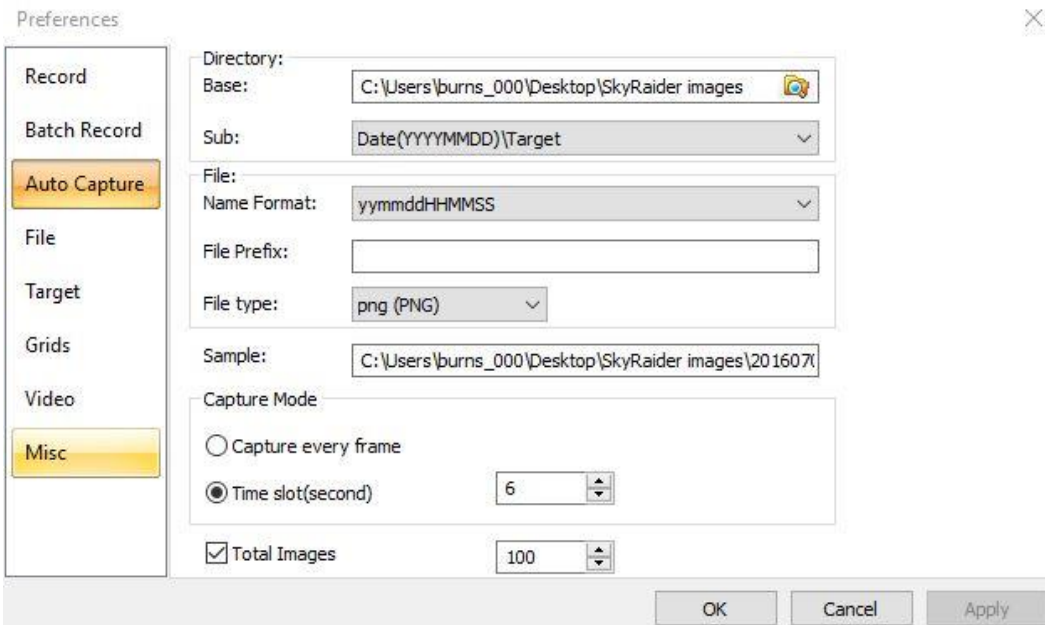 Preferences
Record
Batch Record
Auto Capture
File
Target
Grids
Video
Misc
Directory:
Base: C:\Users\burns_000\Desktop\SkyRaider images
Sub: Date(YYYYMMDD)\Target
File:
Name Format: yymmddHHMMSS
File Prefix:
File type: png (PNG)
Sample: C:\Users\burns_000\Desktop\SkyRaider images\2016070
Capture Mode
Capture every frame
Time slot(second) 6
Total Images 100
OK Cancel Apply